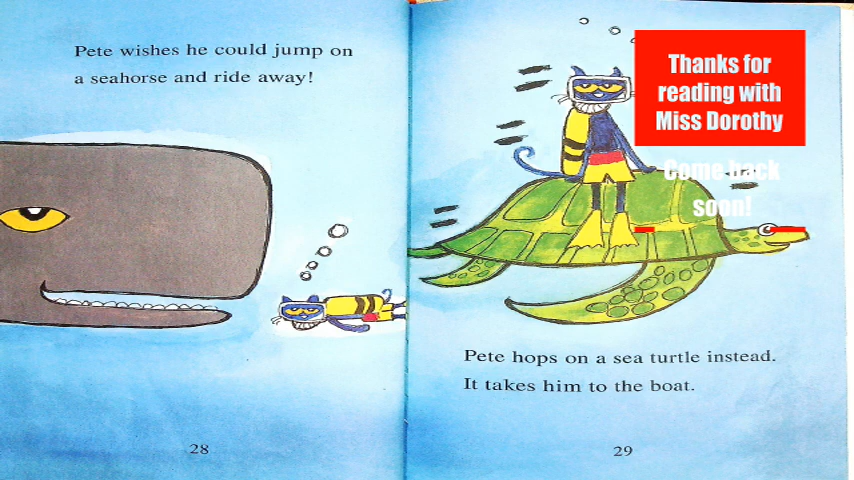 Pete wishes he could jump on
a seahorse and ride away!
28
Thanks for
reading with
Miss Dorothy
Come back
soon!
Pete hops on a sea turtle instead.
It takes him to the boat.
29